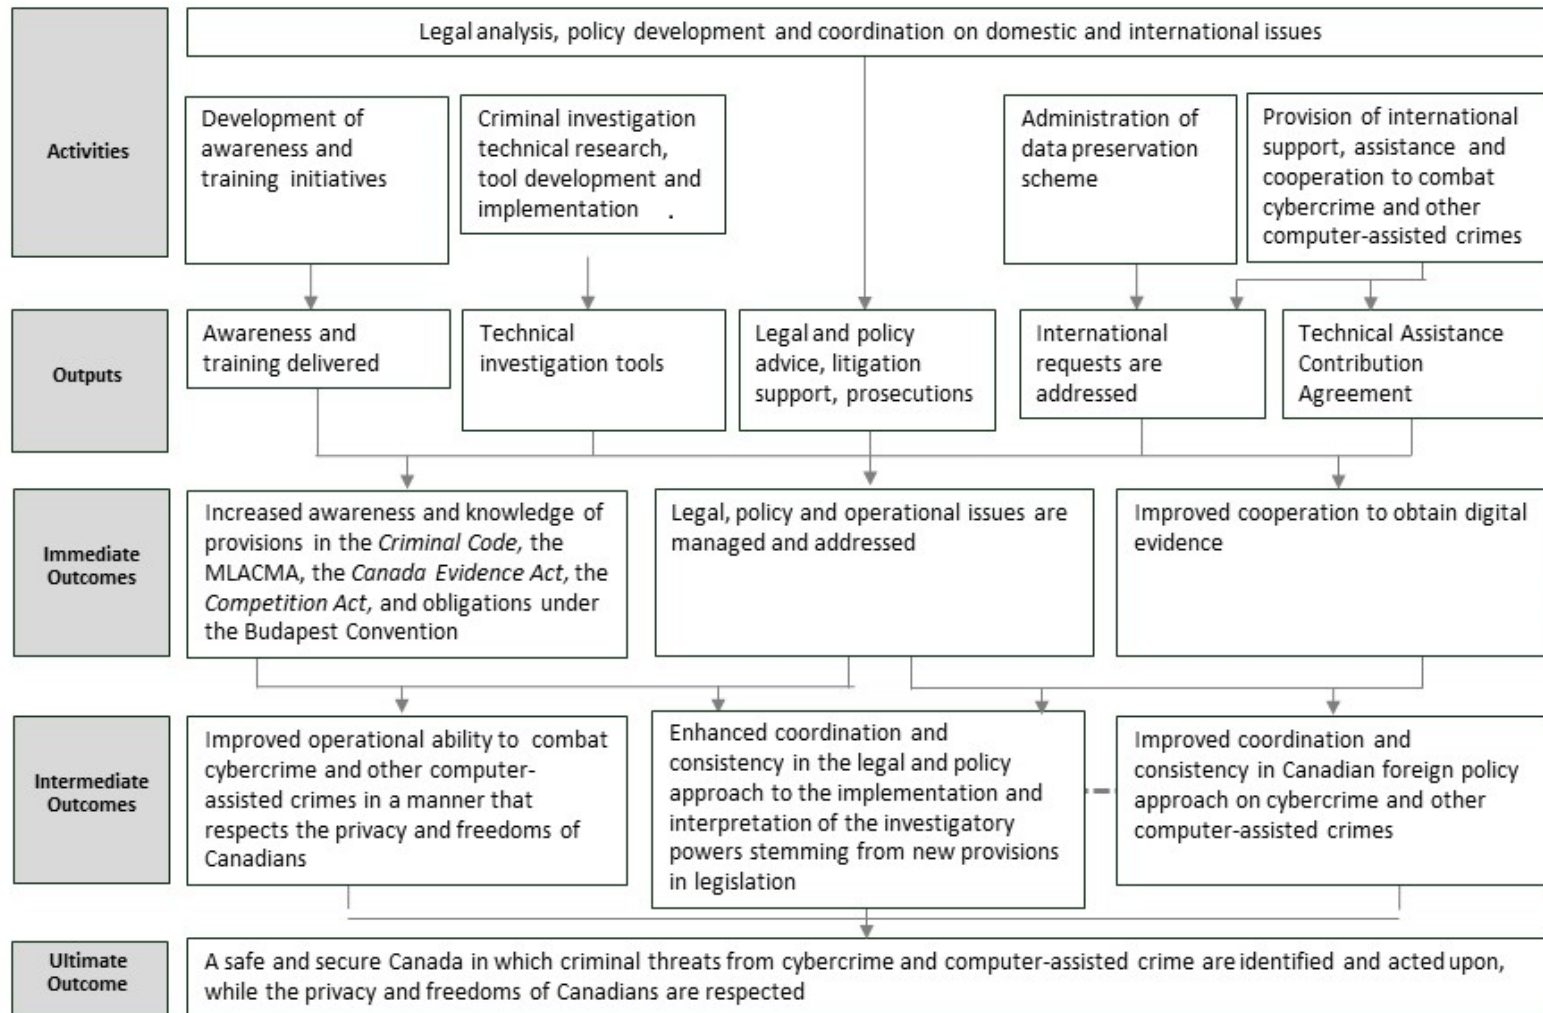 Activities
Legal analysis, policy development and coordination on domestic and international issues
Development of
awareness and
training initiatives
Criminal investigation
technical research,
tool development and
implementation .
Administration of
data preservation
scheme
Provision of international
support, assistance and
cooperation to combat
cybercrime and other
computer-assisted crimes
Outputs
Awareness and
training delivered
Technical
investigation tools
Legal and policy
advice, litigation
support, prosecutions
International
requests are
addressed
Technical Assistance
Contribution
Agreement
Immediate
Outcomes
Increased awareness and knowledge of
provisions in the Criminal Code, the
MLACMA, the Canada Evidence Act, the
Competition Act, and obligations under
the Budapest Convention
Legal, policy and operational issues are
managed and addressed
Improved cooperation to obtain digital
evidence
Intermediate
Outcomes
Improved operational ability to combat
cybercrime and other computer-
assisted crimes in a manner that
respects the privacy and freedoms of
Canadians
Enhanced coordination and
consistency in the legal and policy
approach to the implementation and
interpretation of the investigatory
powers stemming from new provisions
in legislation
Improved coordination and
consistency in Canadian foreign policy
approach on cybercrime and other
computer-assisted crimes
Ultimate
Outcome
A safe and secure Canada in which criminal threats from cybercrime and computer-assisted crime are identified and acted upon,
while the privacy and freedoms of Canadians are respected